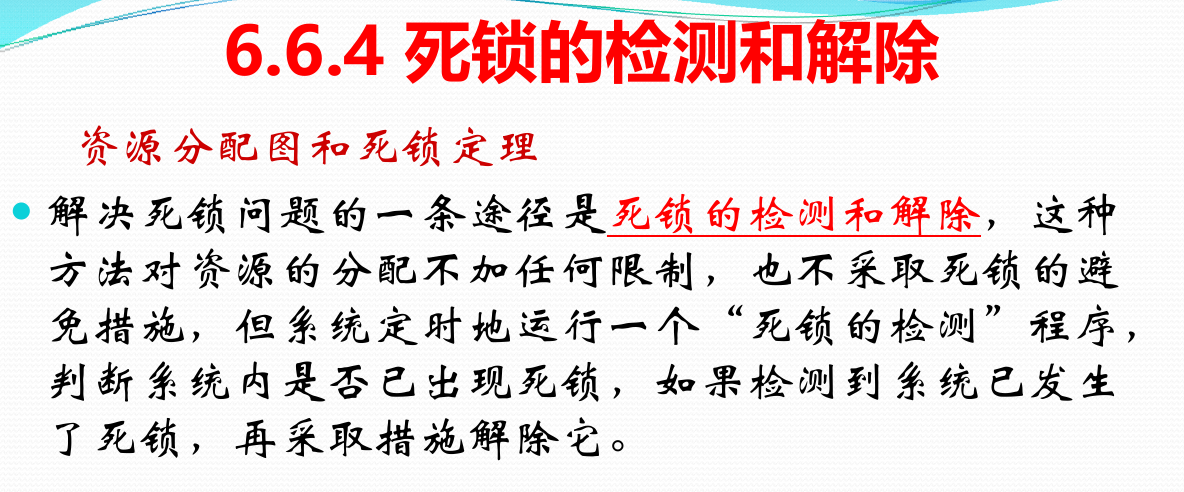 6.6.4 死锁的检测和解除
资源分配图和死锁定理
• 解决死锁问题的一条途径是死锁的检测和解除，这种
方法对资源的分配不加任何限制，也不采取死锁的避
免措施，但系统定时地运行一个“死锁的检测”程序，
判断系统内是否已出现死锁，如果检测到系统已发生
了死锁，再采取措施解除它。